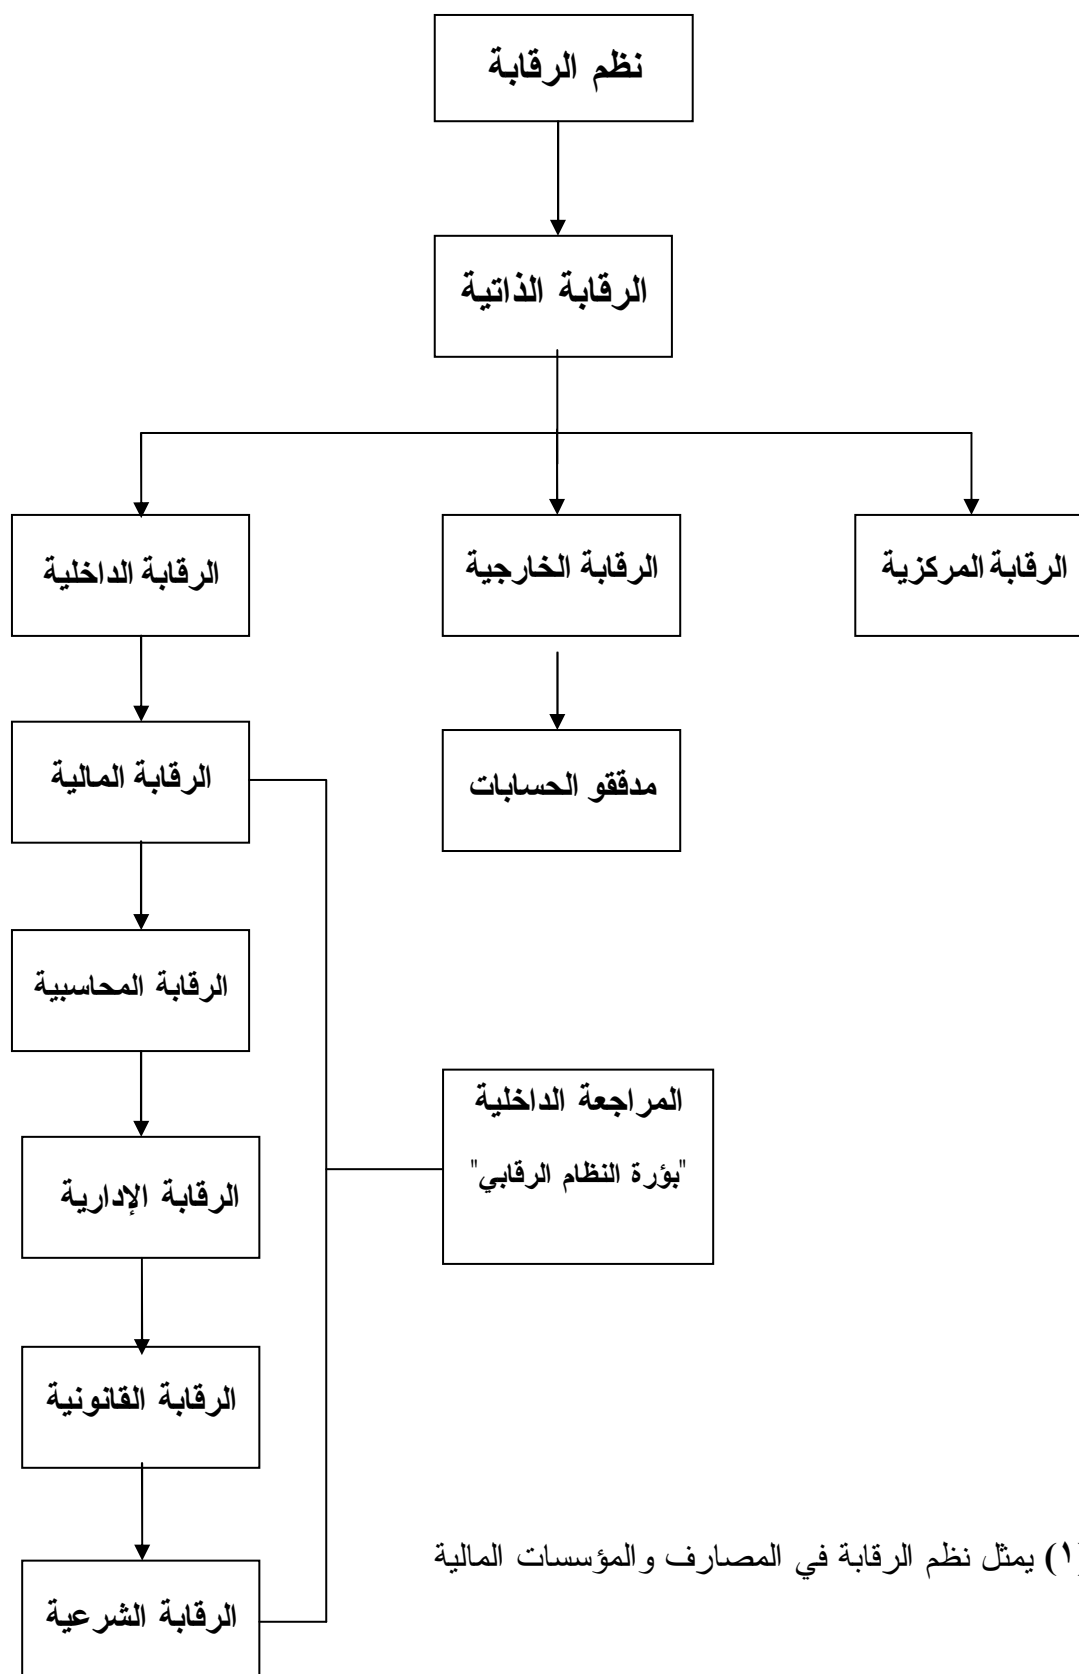 نظم الرقابة
الرقابة الذاتية
الرقابة المركزية
الرقابة الخارجية
الرقابة الداخلية
مدققو الحسابات
الرقابة المالية
الرقابة المحاسبية
المراجعة الداخلية
"بؤرة النظام الرقابي"
الرقابة الإدارية
الرقابة القانونية
(١) يمثل نظم الرقابة في المصارف والمؤسسات المالية
الرقابة الشرعية